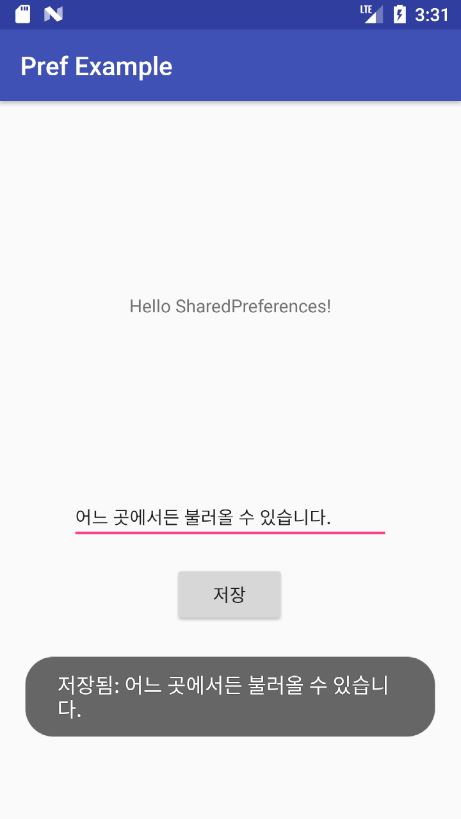 LTE 3:31
Pref Example
Hello SharedPreferences!
어느 곳에서든 불러올 수 있습니다.
저장
저장됨: 어느 곳에서든 불러올 수 있습니
다.